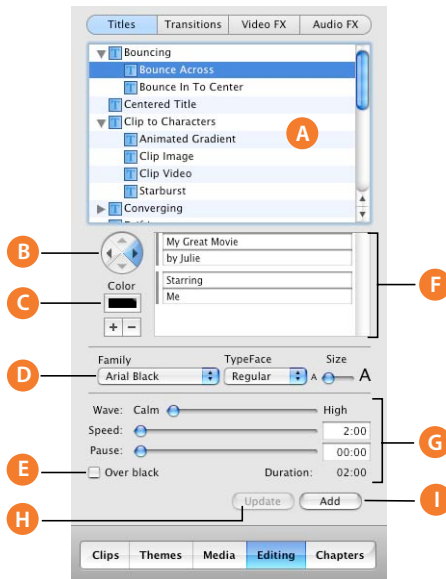 Titles Transitions Video FX Audio FX
Bouncing
Bounce Across
Bounce In To Center
Centered Title
Clip to Characters
A
Animated Gradient
Clip Image
Clip Video
Starburst
Converging
B
My Great Movie
by Julie
F
Color
Starring
C
Me
+ −
Family TypeFace Size
D Arial Black Regular A A
Wave: Calm High
Speed: 2:00
G
Pause: 00:00
E Over black Duration: 02:00
H Update Add I
Clips Themes Media Editing Chapters